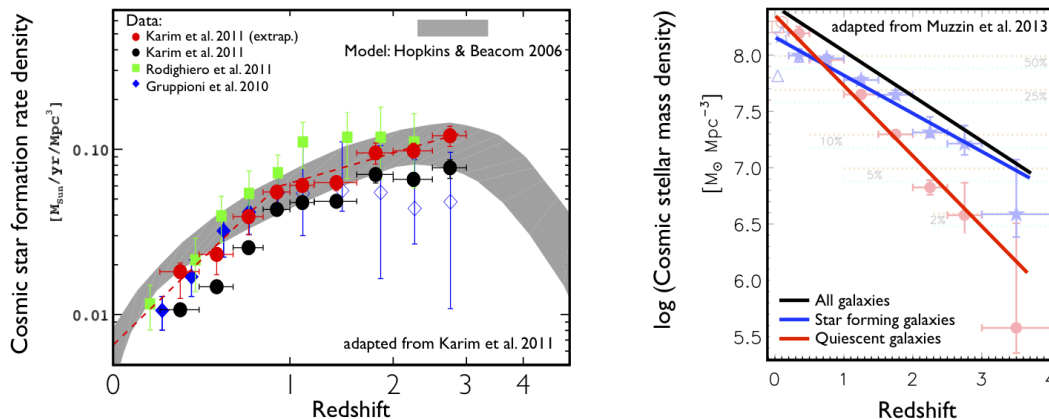 Data:
Karim et al. 2011 (extrap.)
Karim et al. 2011
Rodighiero et al. 2011
Gruppioni et al. 2010
Model: Hopkins & Beacom 2006
Cosmic star formation rate density
[M_Sun/yr/Mpc³]
0.10
0.01
adapted from Karim et al. 2011
0 1 2 3 4
Redshift
adapted from Muzzin et al. 2013
log (Cosmic stellar mass density)
[M⊙ Mpc⁻³]
8.0
7.5
7.0
6.5
6.0
5.5
50%
25%
10%
5%
2%
All galaxies
Star forming galaxies
Quiescent galaxies
0 1 2 3 4
Redshift